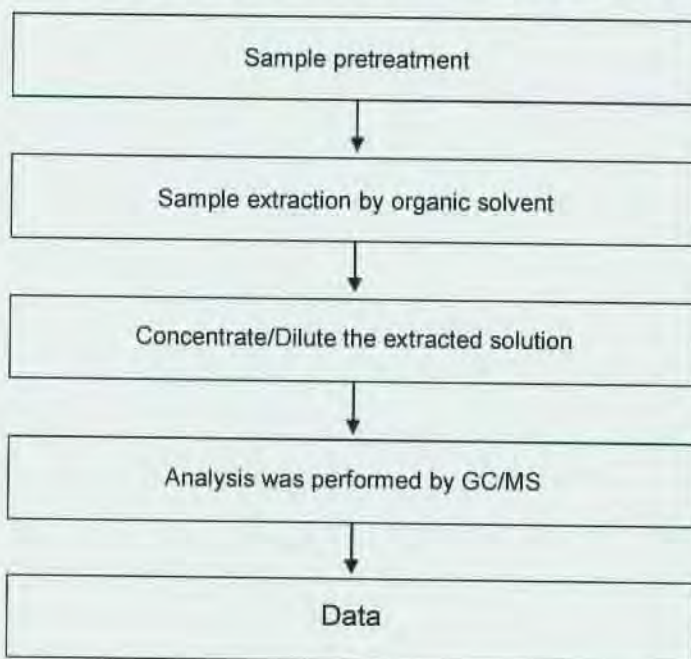 Sample pretreatment
Sample extraction by organic solvent
Concentrate/Dilute the extracted solution
Analysis was performed by GC/MS
Data